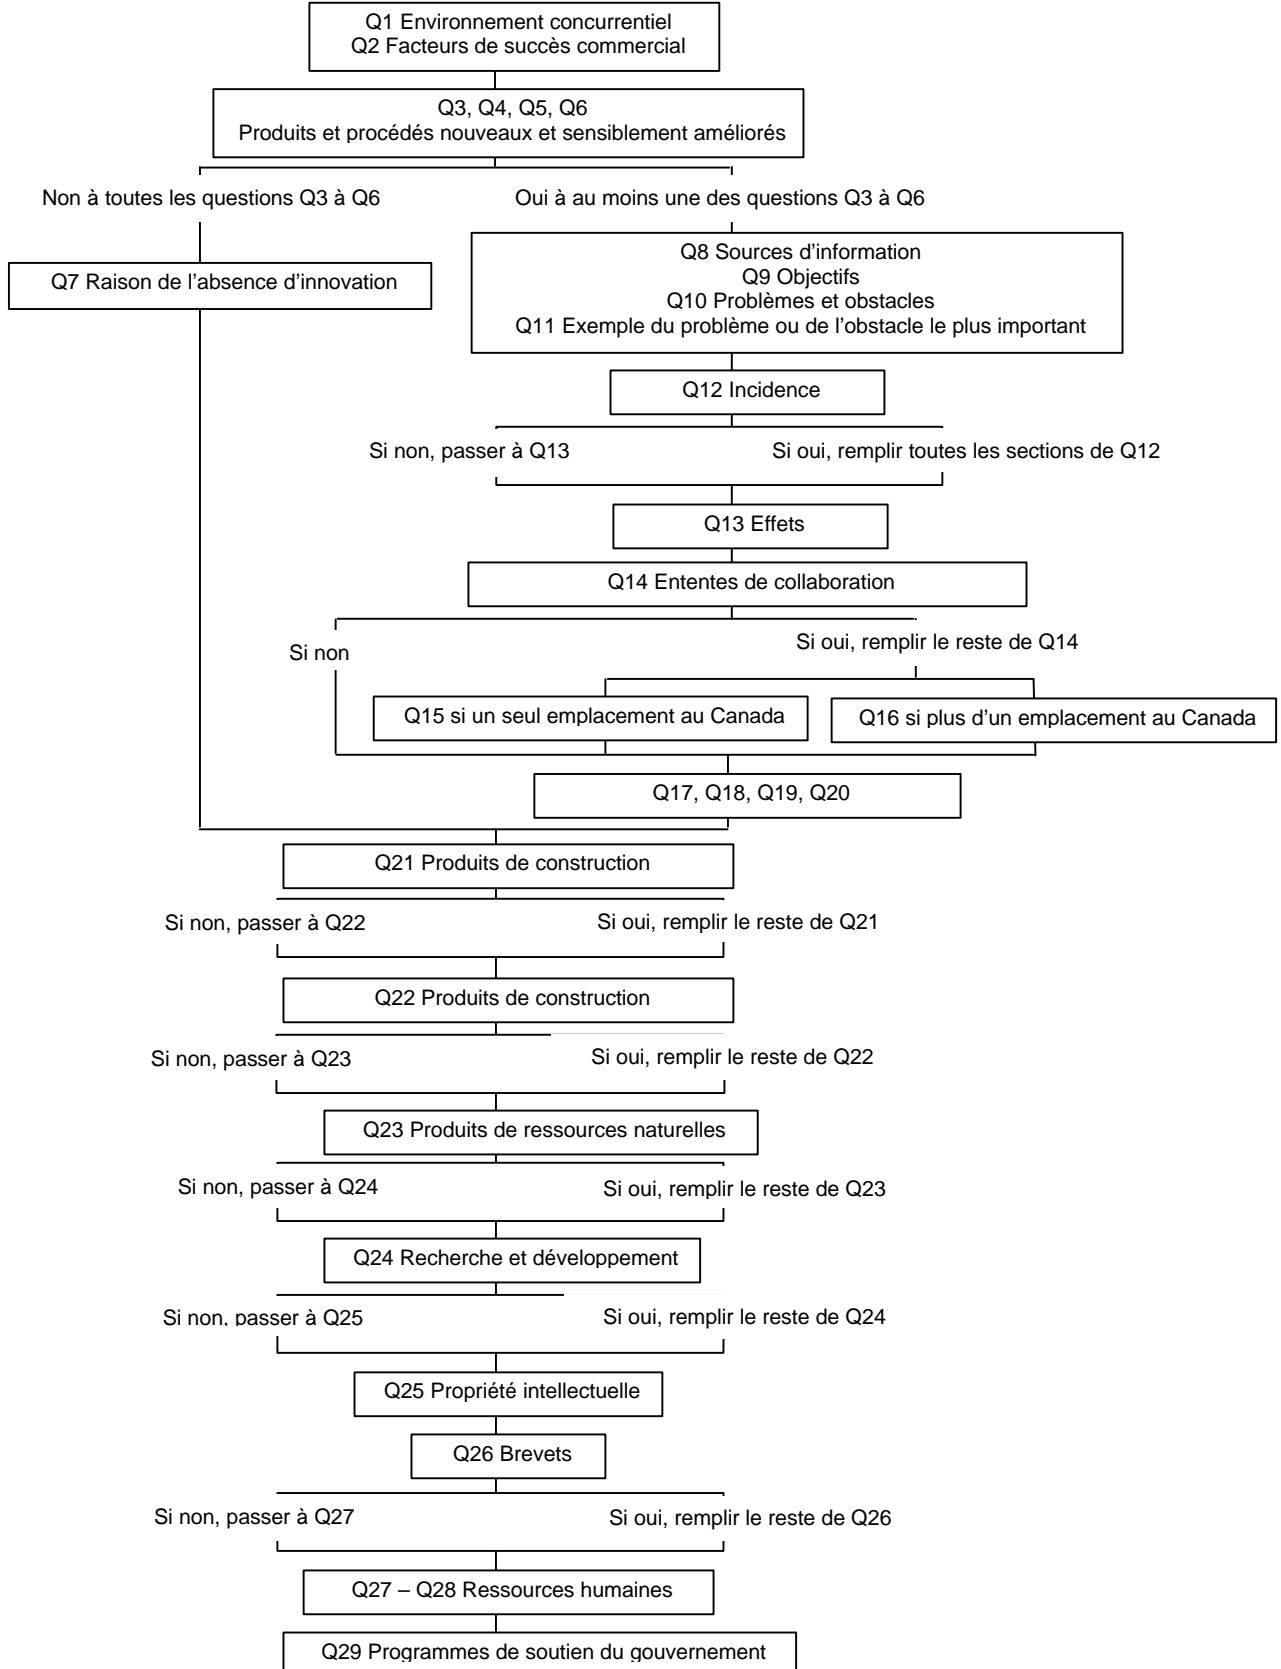 Q1 Environnement concurrentiel
Q2 Facteurs de succès commercial
Q3, Q4, Q5, Q6
Produits et procédés nouveaux et sensiblement améliorés
Non à toutes les questions Q3 à Q6
Oui à au moins une des questions Q3 à Q6
Q7 Raison de l'absence d'innovation
Q8 Sources d'information
Q9 Objectifs
Q10 Problèmes et obstacles
Q11 Exemple du problème ou de l'obstacle le plus important
Q12 Incidence
Si non, passer à Q13
Si oui, remplir toutes les sections de Q12
Q13 Effets
Q14 Ententes de collaboration
Si non
Si oui, remplir le reste de Q14
Q15 si un seul emplacement au Canada
Q16 si plus d'un emplacement au Canada
Q17, Q18, Q19, Q20
Q21 Produits de construction
Si non, passer à Q22
Si oui, remplir le reste de Q21
Q22 Produits de construction
Si non, passer à Q23
Si oui, remplir le reste de Q22
Q23 Produits de ressources naturelles
Si non, passer à Q24
Si oui, remplir le reste de Q23
Q24 Recherche et développement
Si non, passer à Q25
Si oui, remplir le reste de Q24
Q25 Propriété intellectuelle
Q26 Brevets
Si non, passer à Q27
Si oui, remplir le reste de Q26
Q27 – Q28 Ressources humaines
Q29 Programmes de soutien du gouvernement